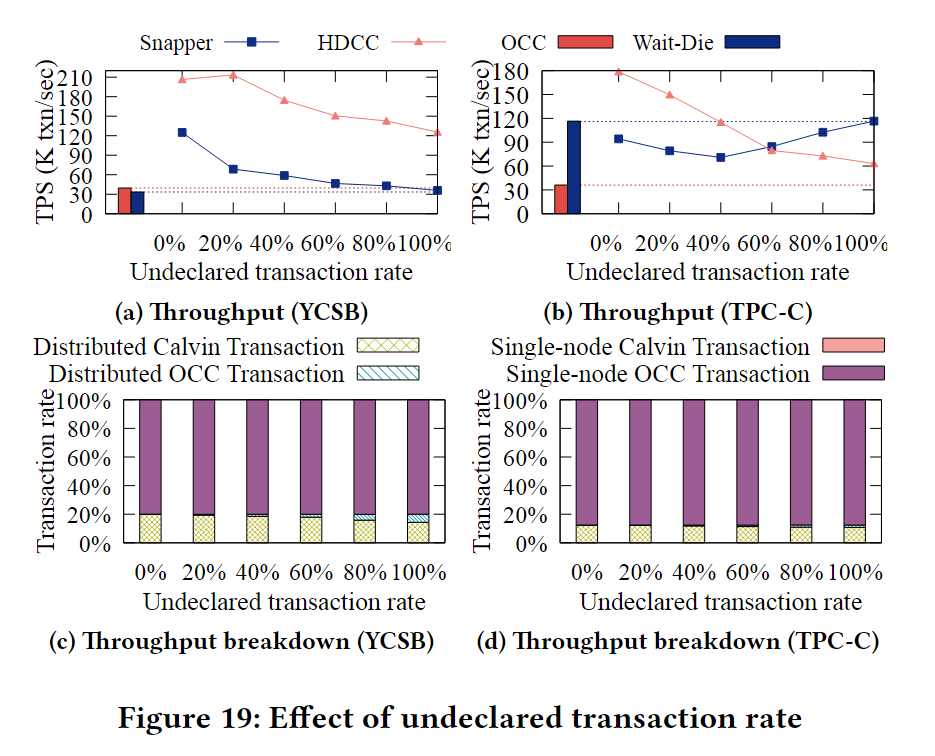 Snapper HDCC OCC Wait-Die
TPS (K txn/sec)
210
180
150
120
90
60
30
0
0% 20% 40% 60% 80% 100%
Undeclared transaction rate
(a) Throughput (YCSB)
TPS (K txn/sec)
180
150
120
90
60
30
0
0% 20% 40% 60% 80% 100%
Undeclared transaction rate
(b) Throughput (TPC-C)
Distributed Calvin Transaction
Distributed OCC Transaction
Single-node Calvin Transaction
Single-node OCC Transaction
Transaction rate
100%
80%
60%
40%
20%
0%
0% 20% 40% 60% 80% 100%
Undeclared transaction rate
(c) Throughput breakdown (YCSB)
Transaction rate
100%
80%
60%
40%
20%
0%
0% 20% 40% 60% 80% 100%
Undeclared transaction rate
(d) Throughput breakdown (TPC-C)
Figure 19: Effect of undeclared transaction rate